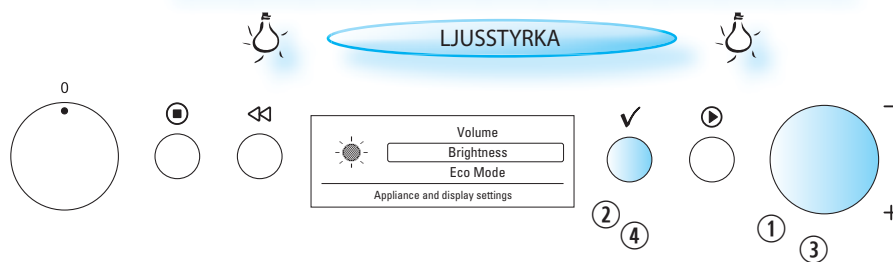 LJUSSTYRKA
0
Volume
Brightness
Eco Mode
Appliance and display settings
−
+
② ①
④ ③